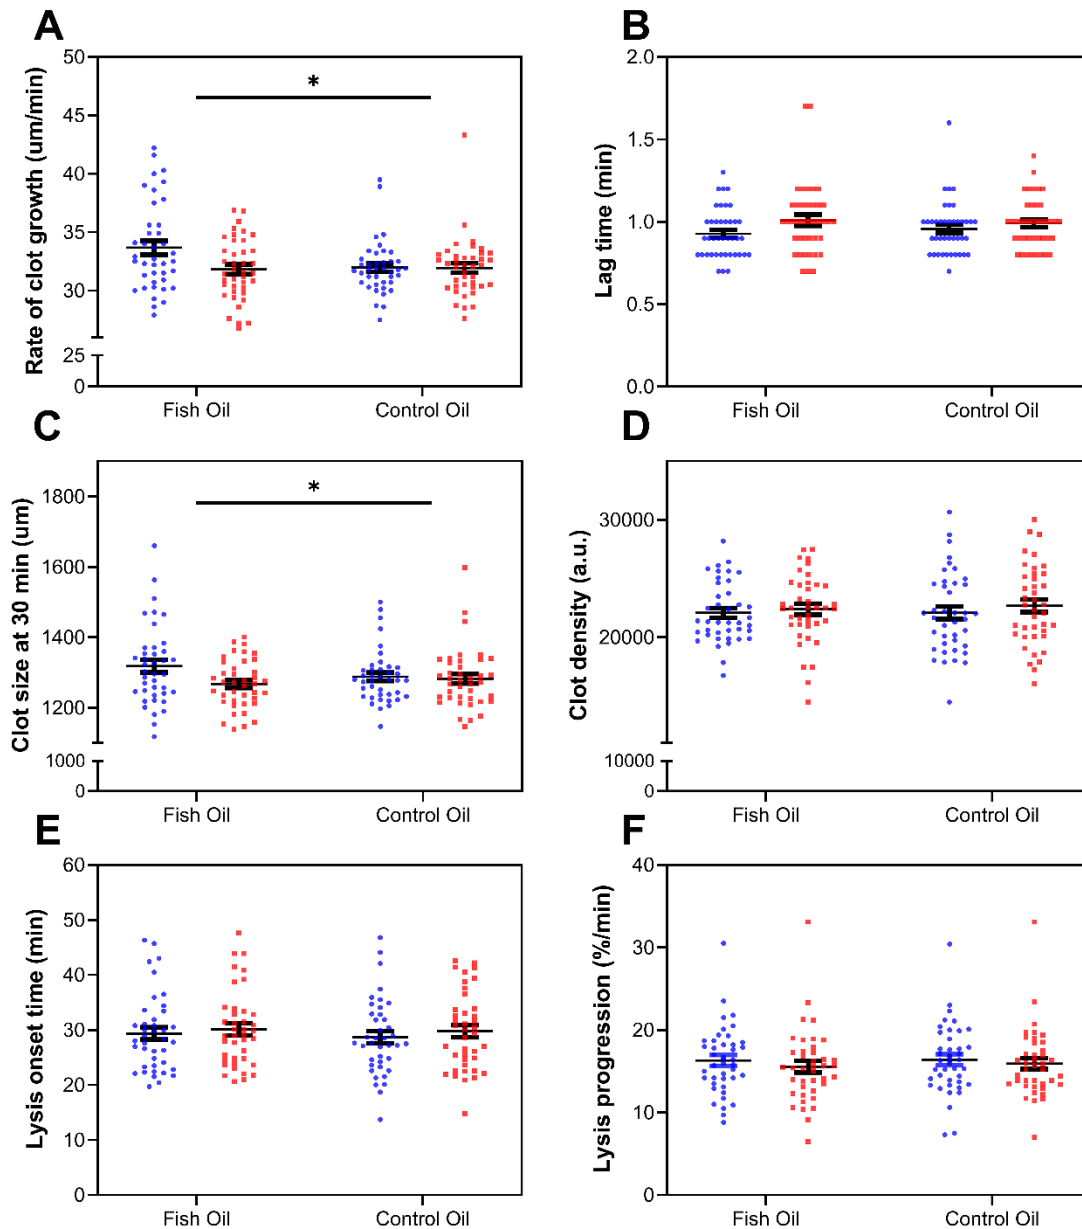 A
Rate of clot growth (um/min)
50
45
40
35
30
25
0
*
Fish Oil
Control Oil
B
Lag time (min)
2.0
1.5
1.0
0.5
0.0
Fish Oil
Control Oil
C
Clot size at 30 min (um)
1800
1600
1400
1200
1000
0
*
Fish Oil
Control Oil
D
Clot density (a.u.)
30000
20000
10000
0
Fish Oil
Control Oil
E
Lysis onset time (min)
60
50
40
30
20
10
0
Fish Oil
Control Oil
F
Lysis progression (%/min)
40
30
20
10
0
Fish Oil
Control Oil